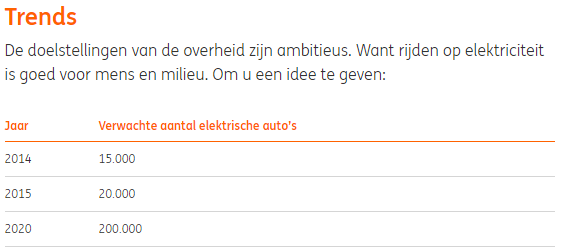 Trends
De doelstellingen van de overheid zijn ambitieus. Want rijden op elektriciteit
is goed voor mens en milieu. Om u een idee te geven:
Jaar Verwachte aantal elektrische auto's
2014 15.000
2015 20.000
2020 200.000